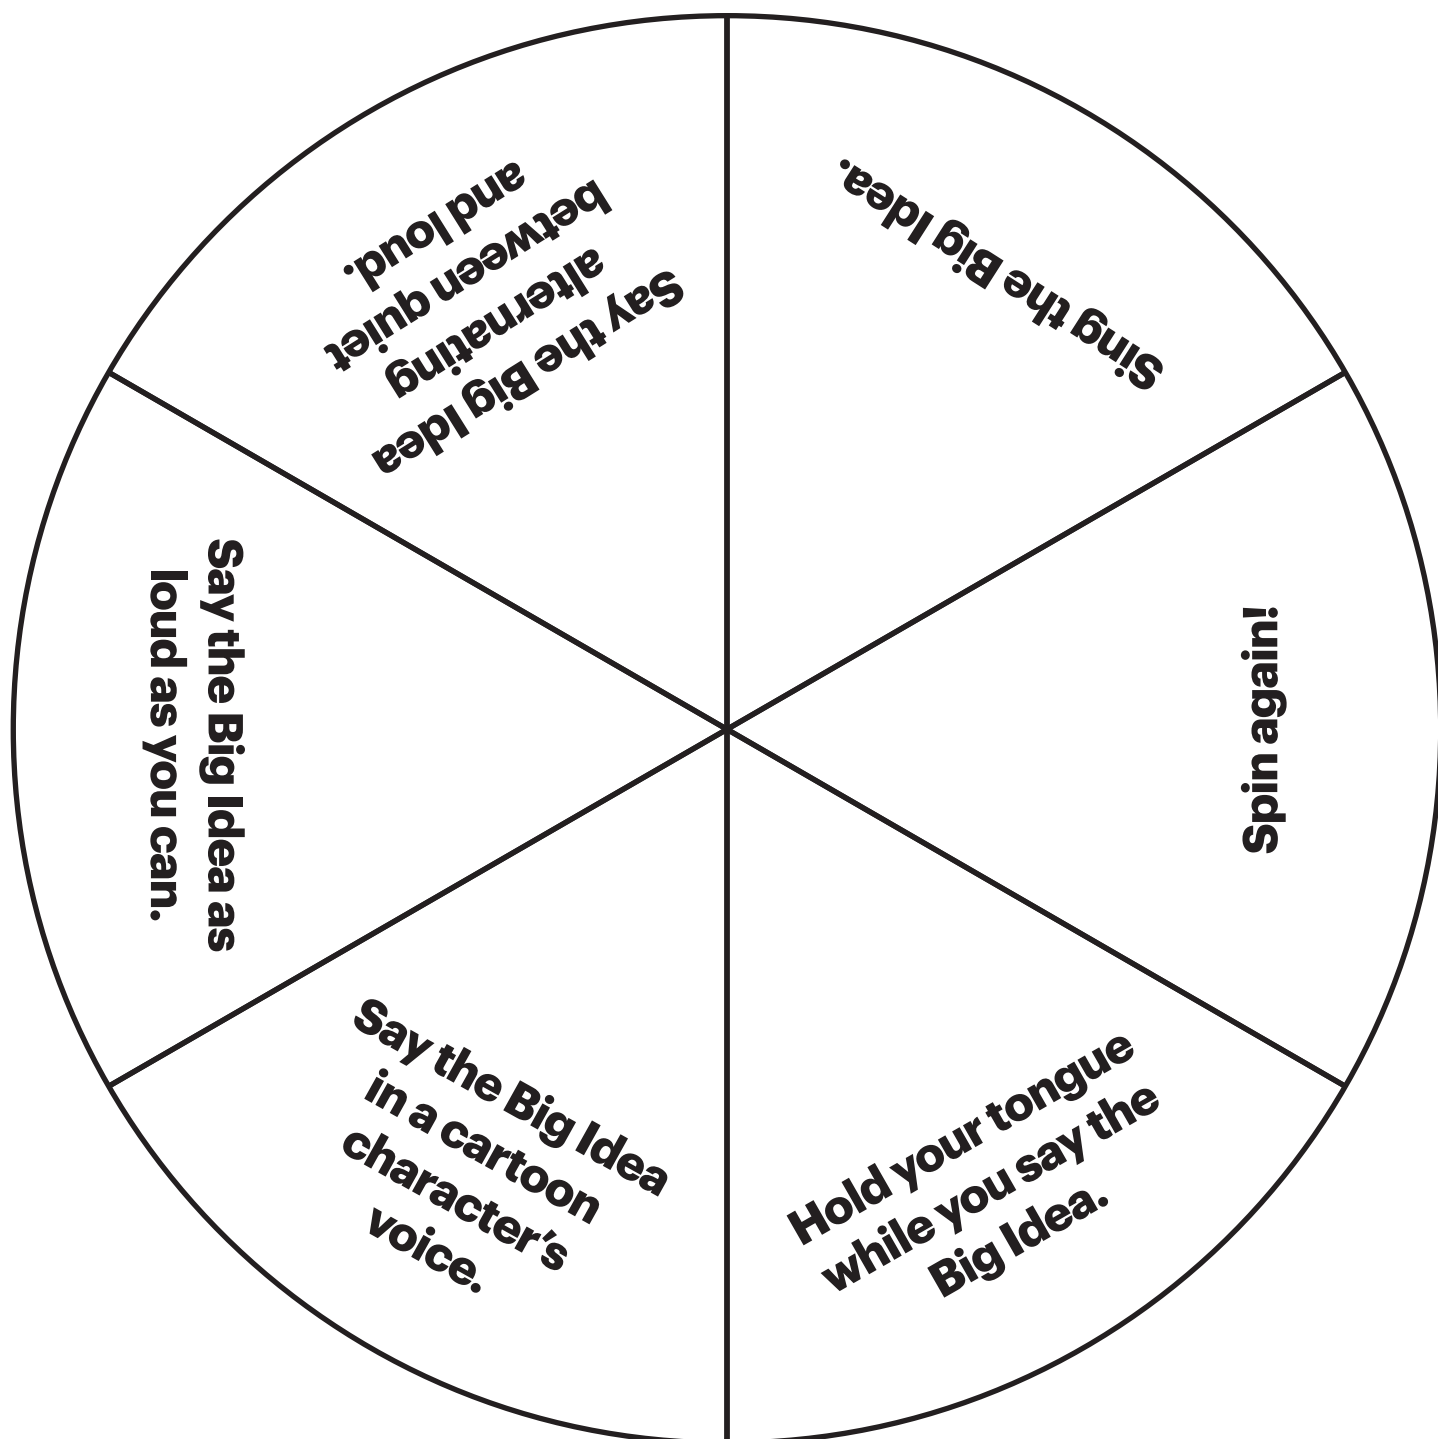 Sing the Big Idea.
Spin again!
Hold your tongue
while you say the
Big Idea.
Say the Big Idea
in a cartoon
character’s
voice.
Say the Big Idea as
loud as you can.
Say the Big Idea
alternating
between quiet
and loud.